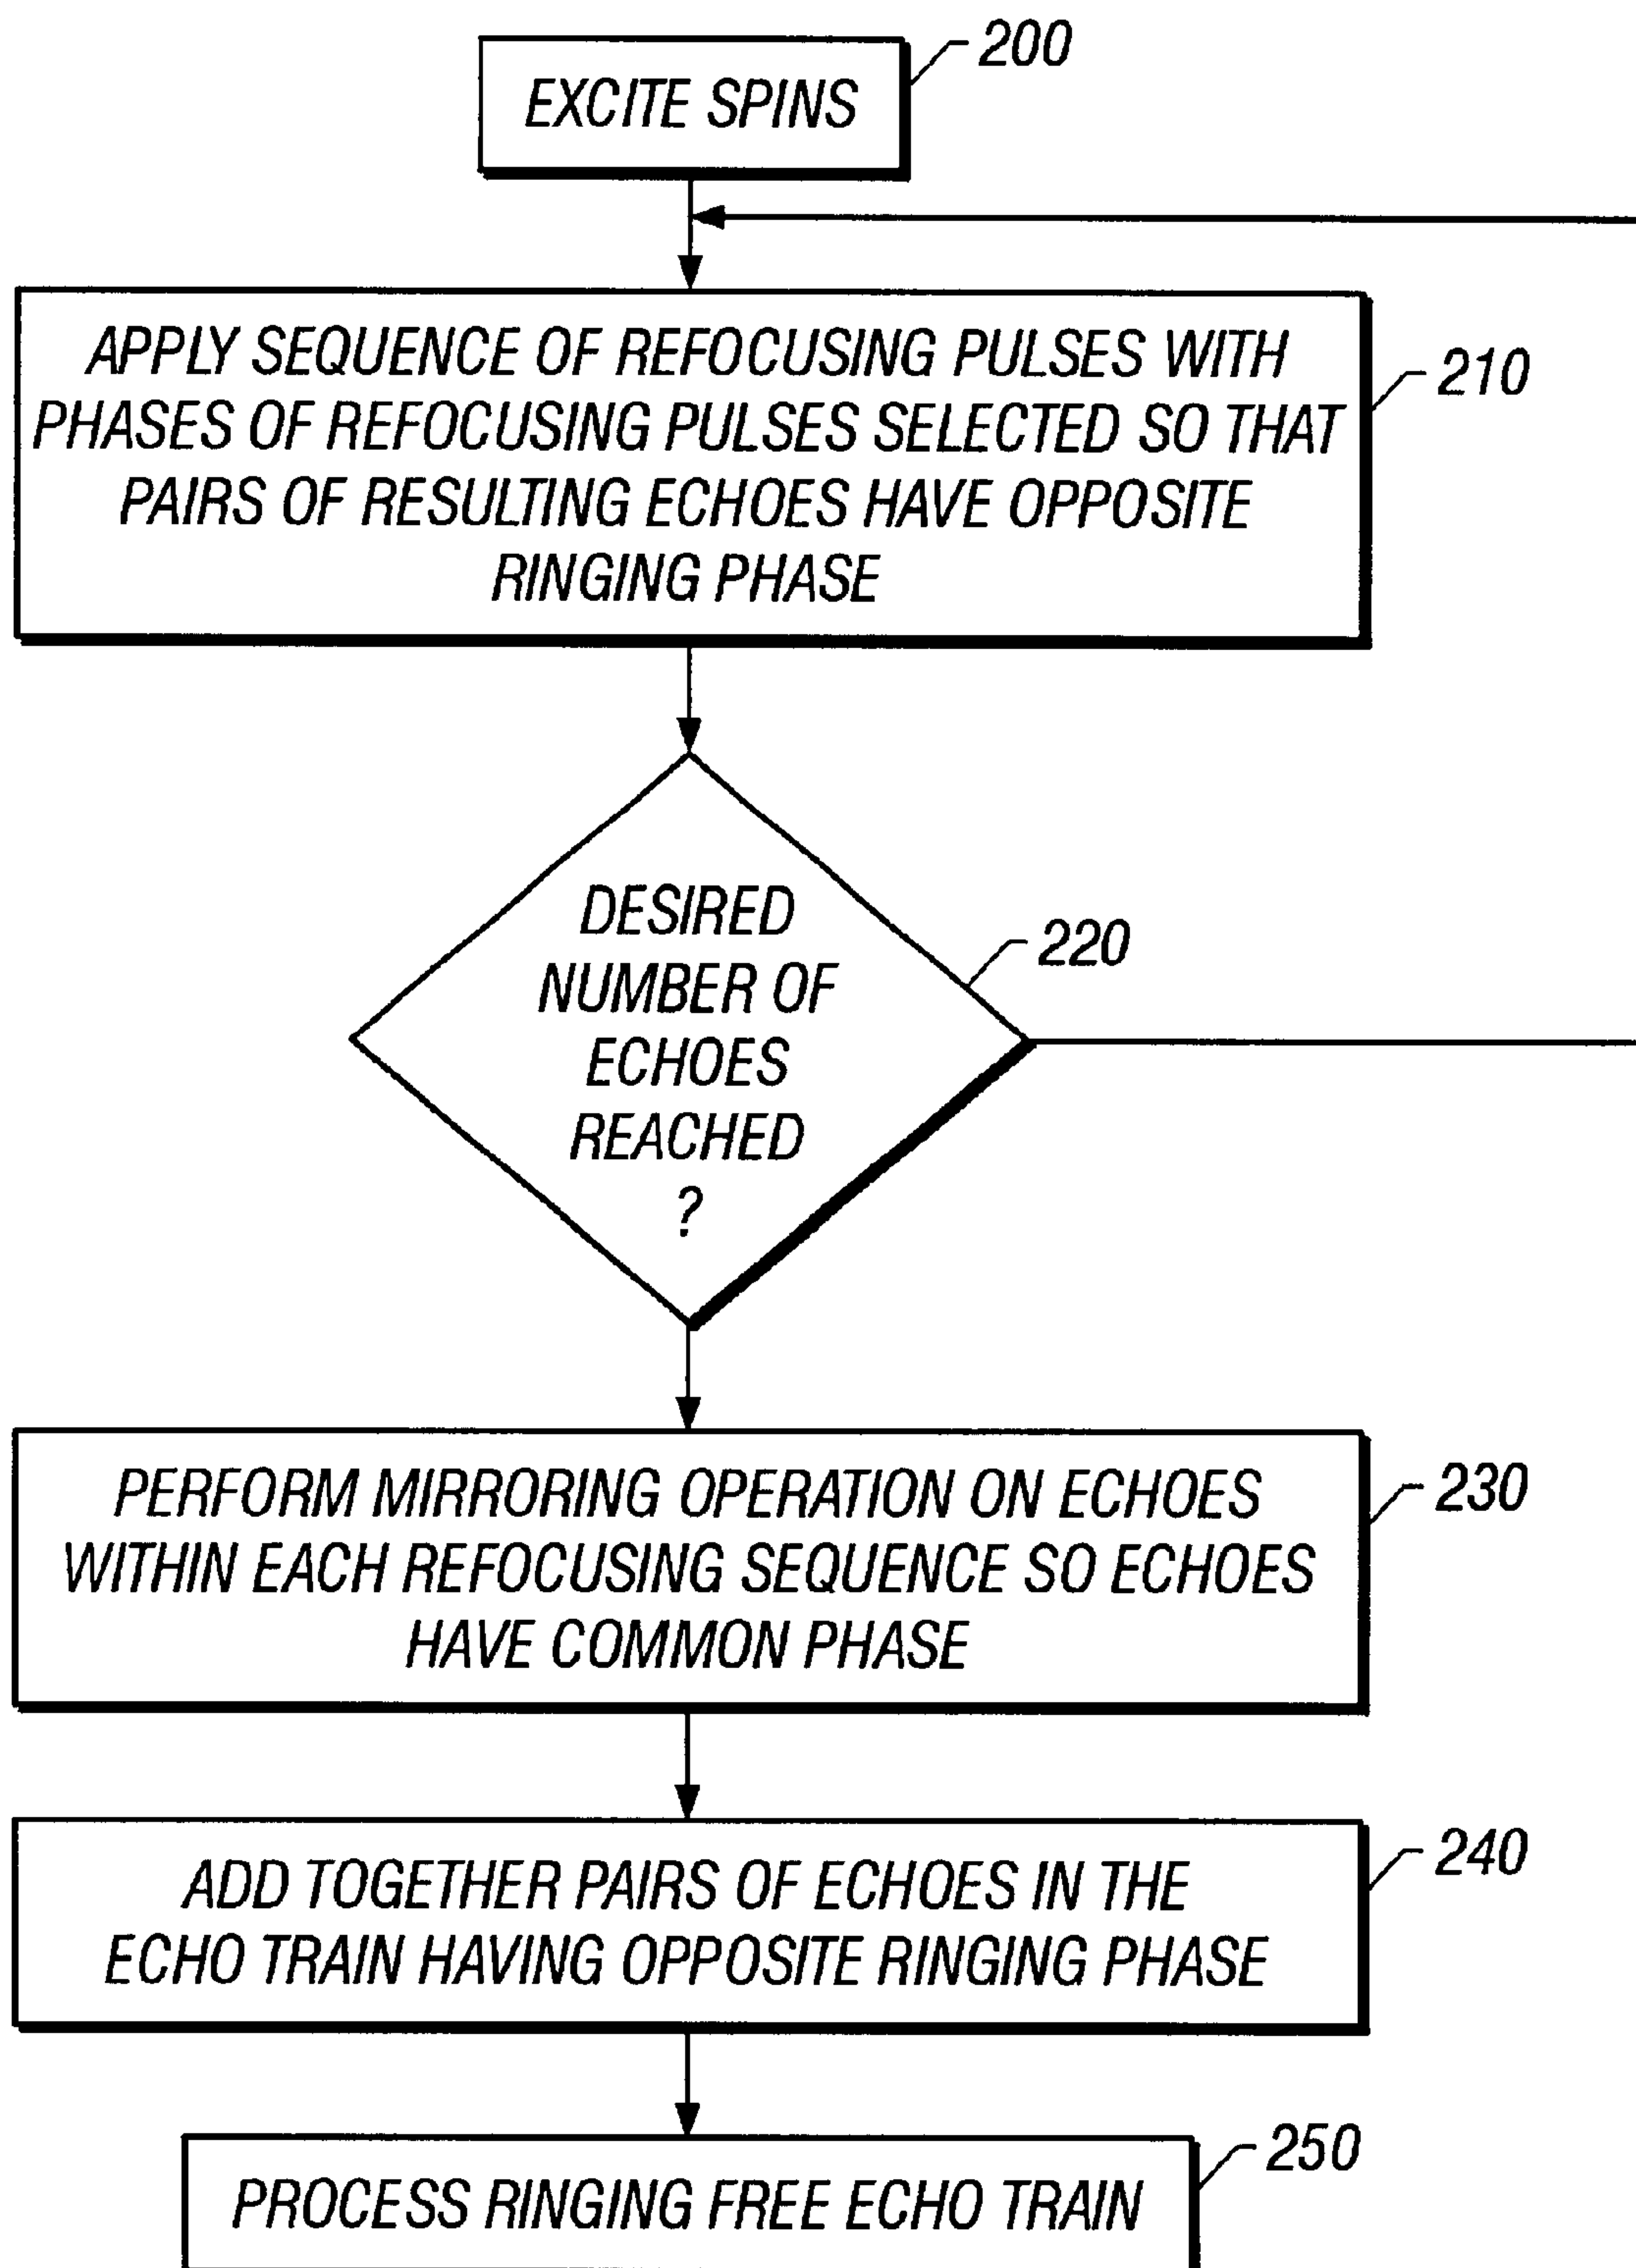 EXCITE SPINS
200
APPLY SEQUENCE OF REFOCUSING PULSES WITH
PHASES OF REFOCUSING PULSES SELECTED SO THAT
PAIRS OF RESULTING ECHOES HAVE OPPOSITE
RINGING PHASE
210
DESIRED
NUMBER OF
ECHOES
REACHED
?
220
PERFORM MIRRORING OPERATION ON ECHOES
WITHIN EACH REFOCUSING SEQUENCE SO ECHOES
HAVE COMMON PHASE
230
ADD TOGETHER PAIRS OF ECHOES IN THE
ECHO TRAIN HAVING OPPOSITE RINGING PHASE
240
PROCESS RINGING FREE ECHO TRAIN
250